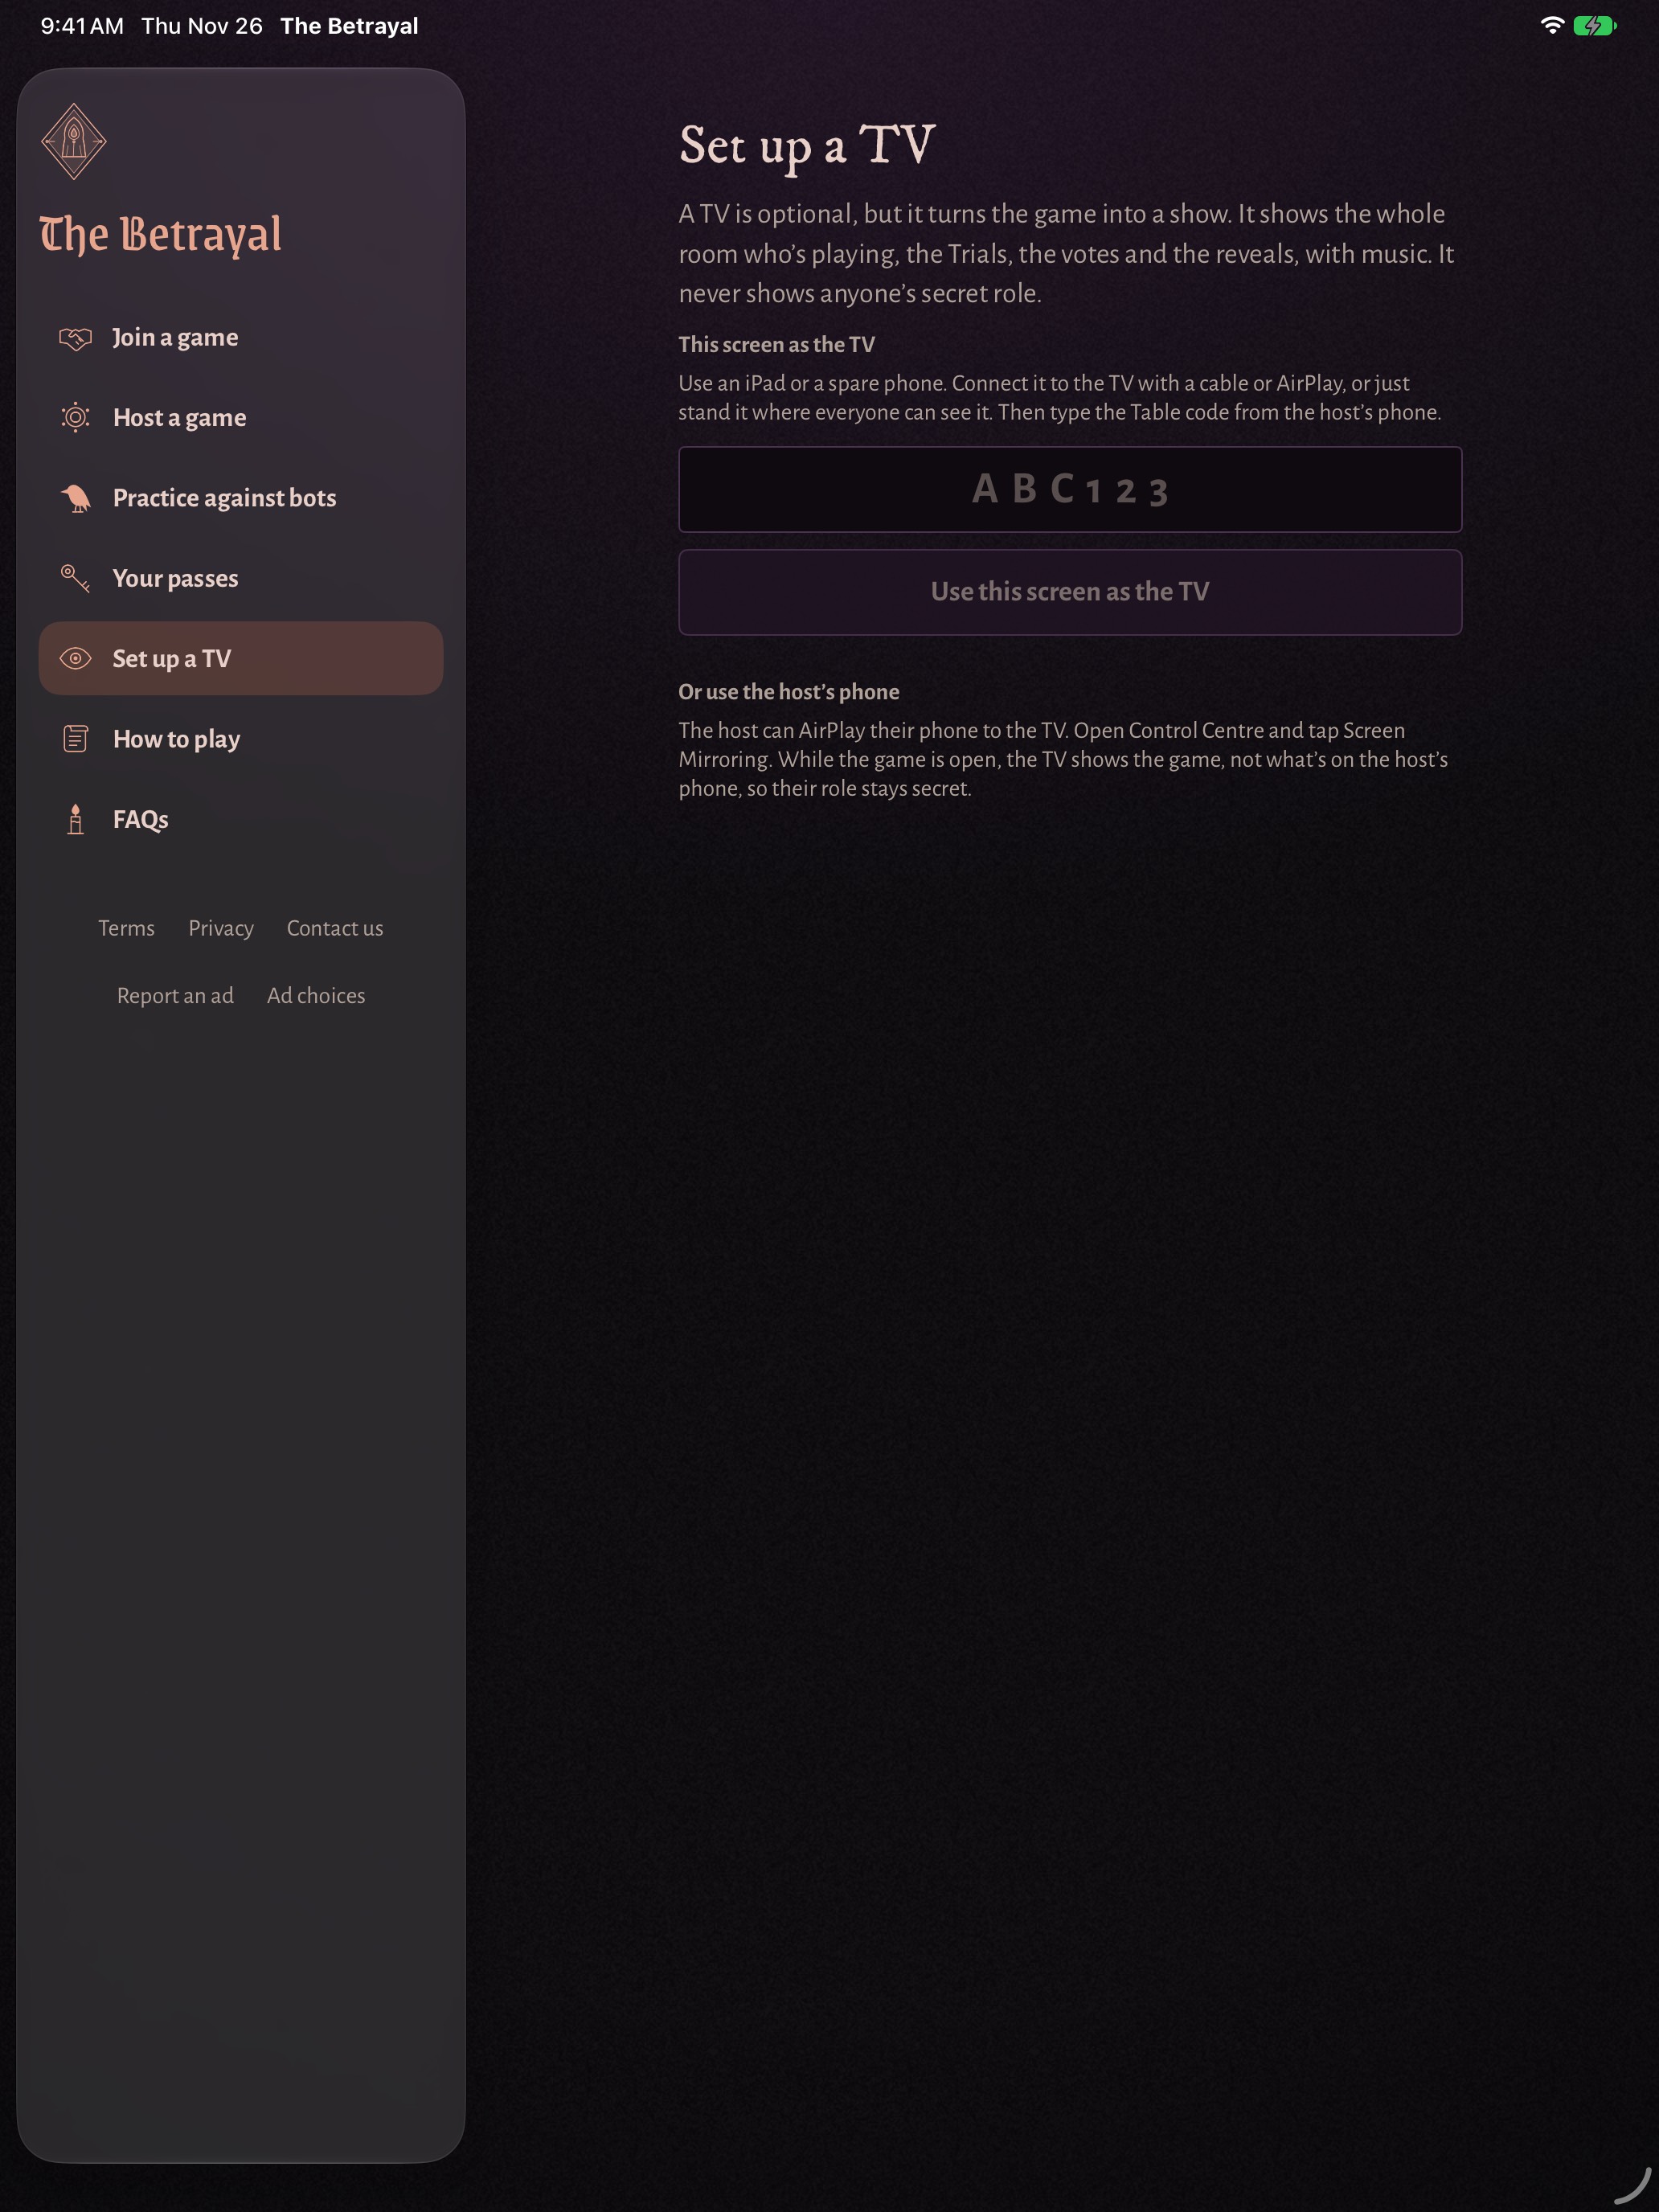 9:41 AM Thu Nov 26 The Betrayal
The Betrayal
Join a game
Host a game
Practice against bots
Your passes
Set up a TV
How to play
FAQs
Terms Privacy Contact us
Report an ad Ad choices
Set up a TV
A TV is optional, but it turns the game into a show. It shows the whole
room who’s playing, the Trials, the votes and the reveals, with music. It
never shows anyone’s secret role.
This screen as the TV
Use an iPad or a spare phone. Connect it to the TV with a cable or AirPlay, or just
stand it where everyone can see it. Then type the Table code from the host’s phone.
ABC123
Use this screen as the TV
Or use the host’s phone
The host can AirPlay their phone to the TV. Open Control Centre and tap Screen
Mirroring. While the game is open, the TV shows the game, not what’s on the host’s
phone, so their role stays secret.